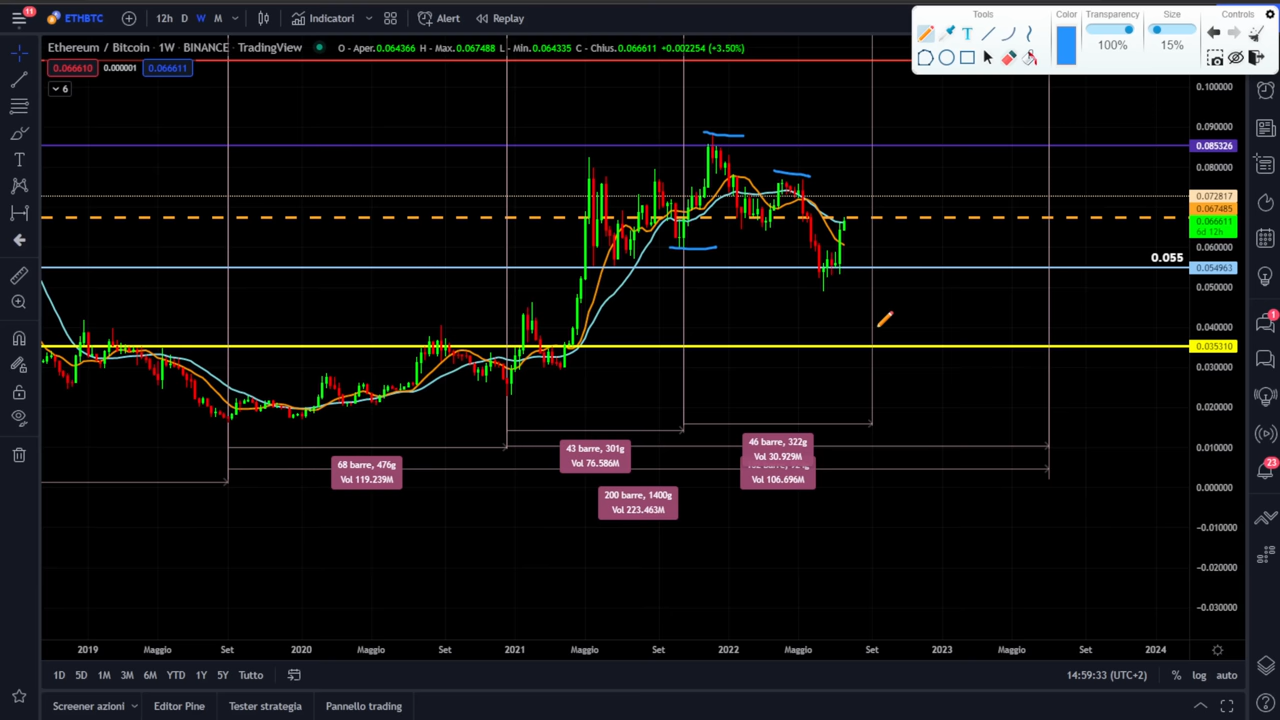 11
ETHBTC
12h D W M
Indicatori
Alert
Replay
Tools
Color
Transparency
Size
Controls
T
100%
15%
Ethereum / Bitcoin · 1W · BINANCE · TradingView
O - Aper. 0.064366 H - Max. 0.067488 L - Min. 0.064335 C - Chius. 0.066611 +0.002254 (+3.50%)
0.066610
0.000001
0.066611
6
0.100000
0.090000
0.085326
0.080000
0.072817
0.067485
0.066611
6d 12h
0.060000
0.055
0.054963
0.050000
0.040000
0.035310
0.030000
0.020000
0.010000
0.000000
−0.010000
−0.020000
−0.030000
1
23
68 barre, 476g
Vol 119.239M
43 barre, 301g
Vol 76.586M
46 barre, 322g
Vol 30.929M
Vol 106.696M
200 barre, 1400g
Vol 223.463M
2019 Maggio Set 2020 Maggio Set 2021 Maggio Set 2022 Maggio Set 2023 Maggio Set 2024
1D 5D 1M 3M 6M YTD 1Y 5Y Tutto
14:59:33 (UTC+2)
% log auto
Screener azioni
Editor Pine
Tester strategia
Pannello trading